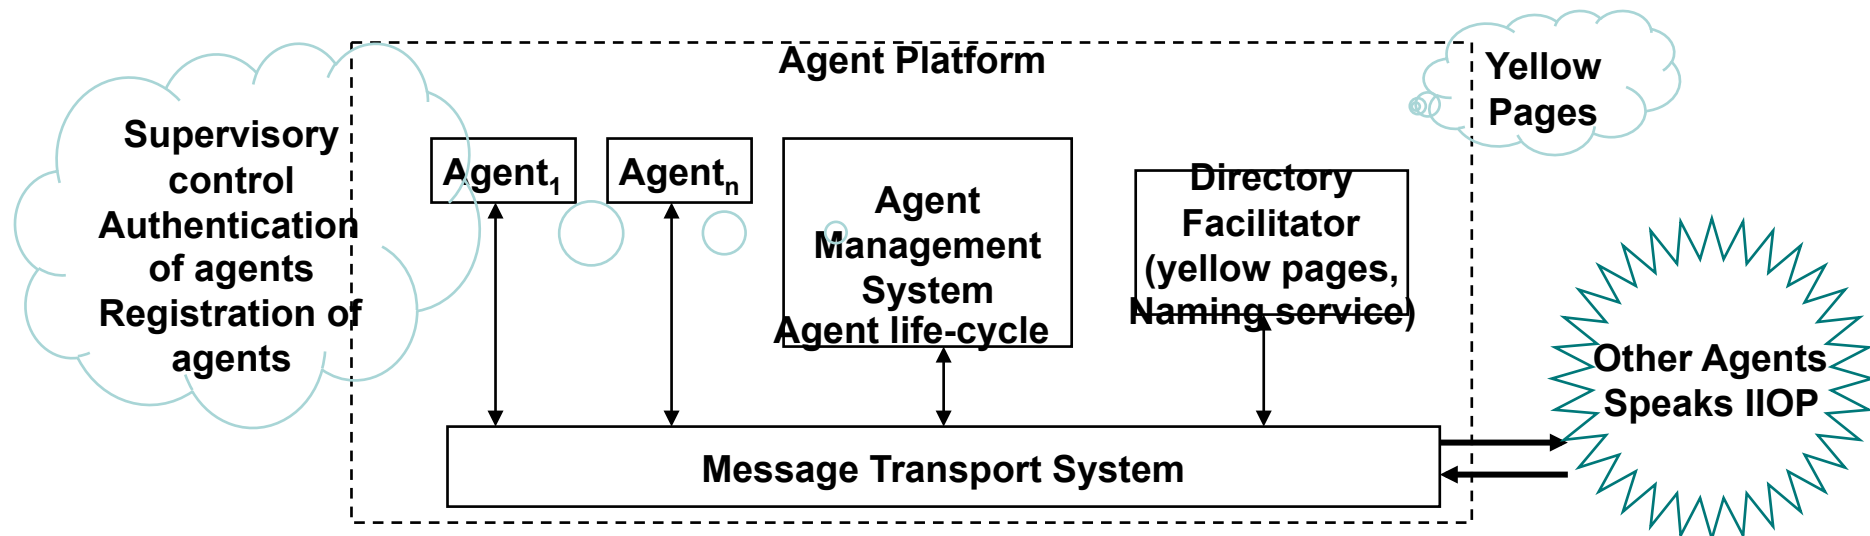 Agent Platform
Yellow
Pages
Supervisory
control
Authentication
of agents
Registration of
agents
Agent1
Agentn
Agent
Management
System
Agent life-cycle
Directory
Facilitator
(yellow pages,
Naming service)
Other Agents
Speaks IIOP
Message Transport System